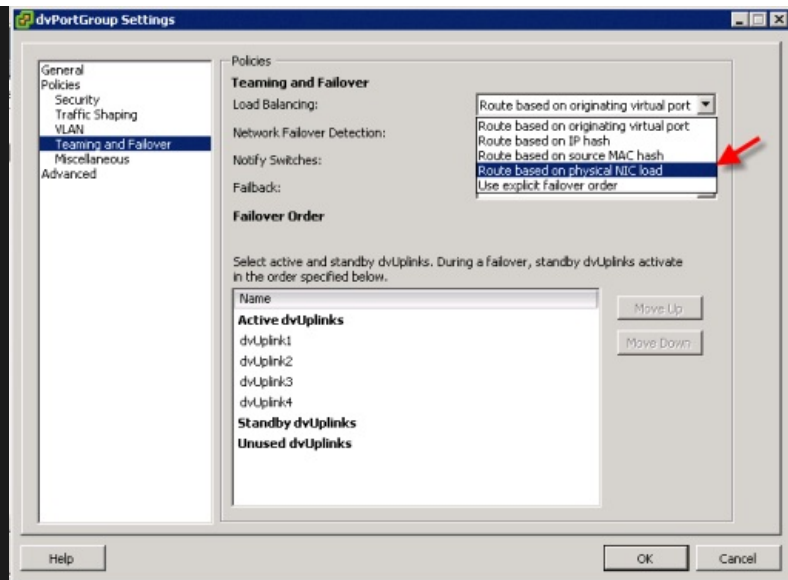 dvPortGroup Settings
General
Policies
Security
Traffic Shaping
VLAN
Teaming and Failover
Miscellaneous
Advanced
Policies
Teaming and Failover
Load Balancing:
Route based on originating virtual port
Network Failover Detection:
Notify Switches:
Failback:
Route based on originating virtual port
Route based on IP hash
Route based on source MAC hash
Route based on physical NIC load
Use explicit failover order
Failover Order
Select active and standby dvUplinks. During a failover, standby dvUplinks activate
in the order specified below.
Name
Active dvUplinks
dvUplink1
dvUplink2
dvUplink3
dvUplink4
Standby dvUplinks
Unused dvUplinks
Move Up
Move Down
Help
OK
Cancel